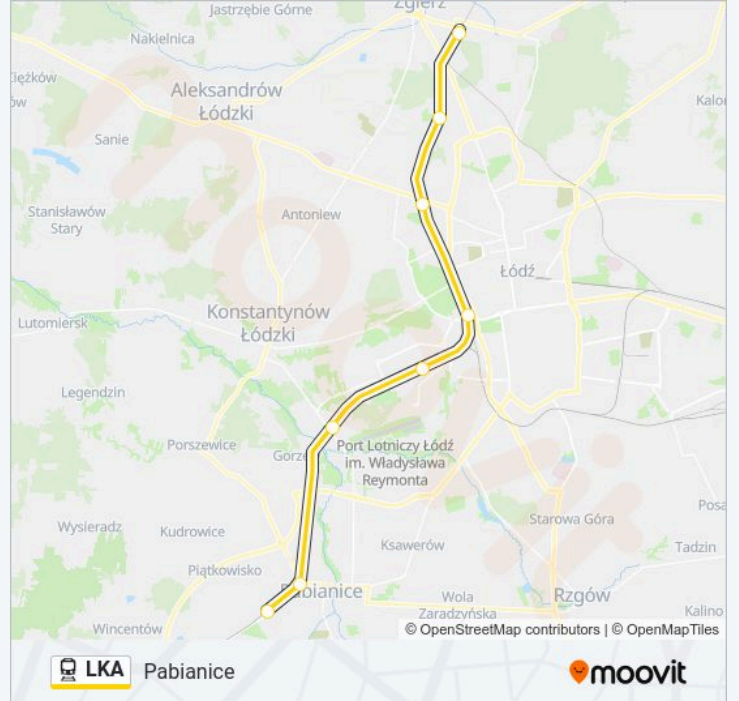 Zgierz
Jastrzębie Górne
Nakielnica
Aleksandrów
Łódzki
Sanie
Stanisławów
Stary
Antoniew
Łódź
Konstantynów
Łódzki
Lutomiersk
Legendzin
Porszewice
Port Lotniczy Łódź
im. Władysława
Reymonta
Wysieradz
Kudrowice
Ksawerów
Starowa Góra
Tadzin
Piątkowisko
Pabianice
Wola
Zaradzyńska
Rzgów
Kalino
Wincentów
© OpenStreetMap contributors | © OpenMapTiles
LKA Pabianice
moovit